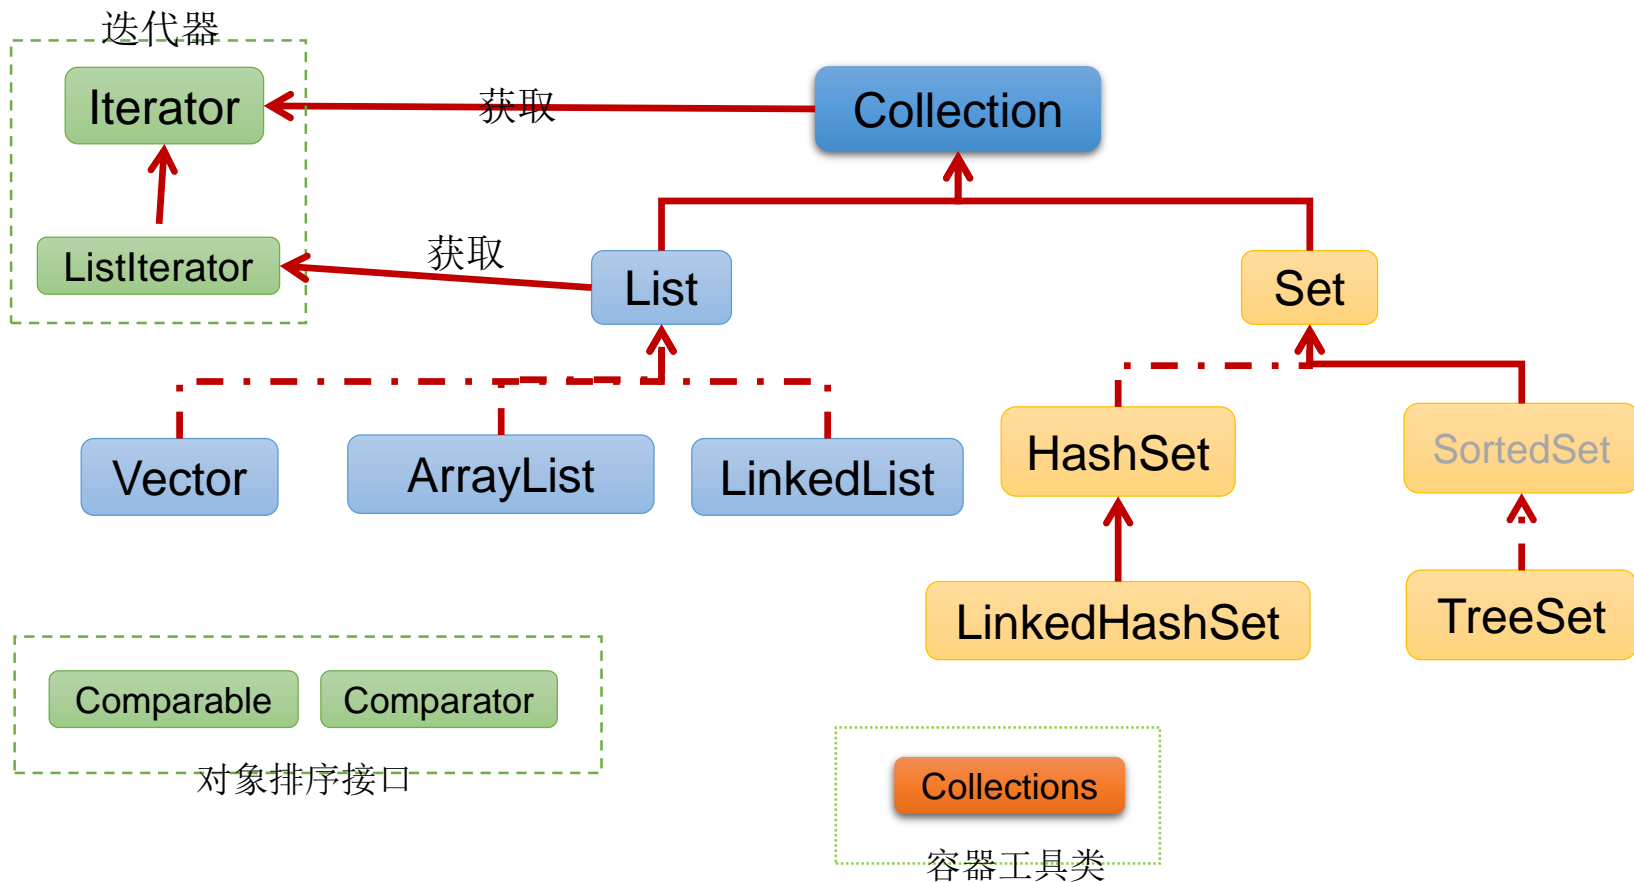 迭代器
Iterator
获取
Collection
ListIterator
获取
List
Set
Vector
ArrayList
LinkedList
HashSet
SortedSet
LinkedHashSet
TreeSet
Comparable
Comparator
对象排序接口
Collections
容器工具类